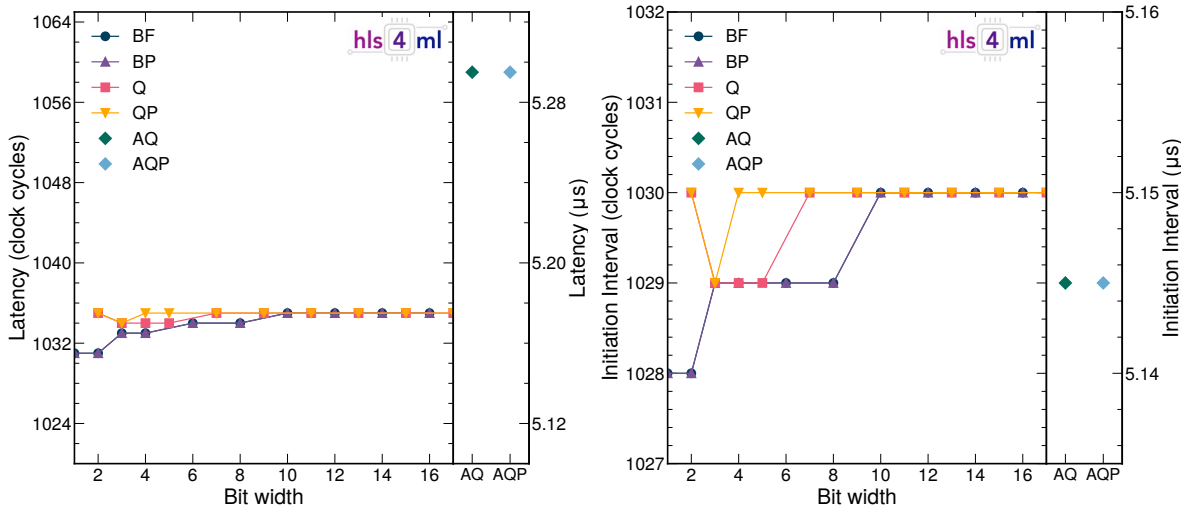 1064
1056
1048
1040
1032
1024
Latency (clock cycles)
BF
BP
Q
QP
AQ
AQP
hls 4 ml
2 4 6 8 10 12 14 16
Bit width
AQ AQP
5.28
5.20
5.12
Latency (μs)
1032
1031
1030
1029
1028
1027
Initiation Interval (clock cycles)
BF
BP
Q
QP
AQ
AQP
hls 4 ml
2 4 6 8 10 12 14 16
Bit width
AQ AQP
5.16
5.15
5.14
Initiation Interval (μs)